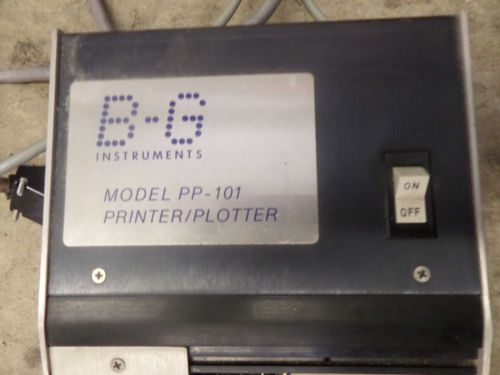 B-G
INSTRUMENTS
MODEL PP-101
PRINTER/PLOTTER
ON
OFF